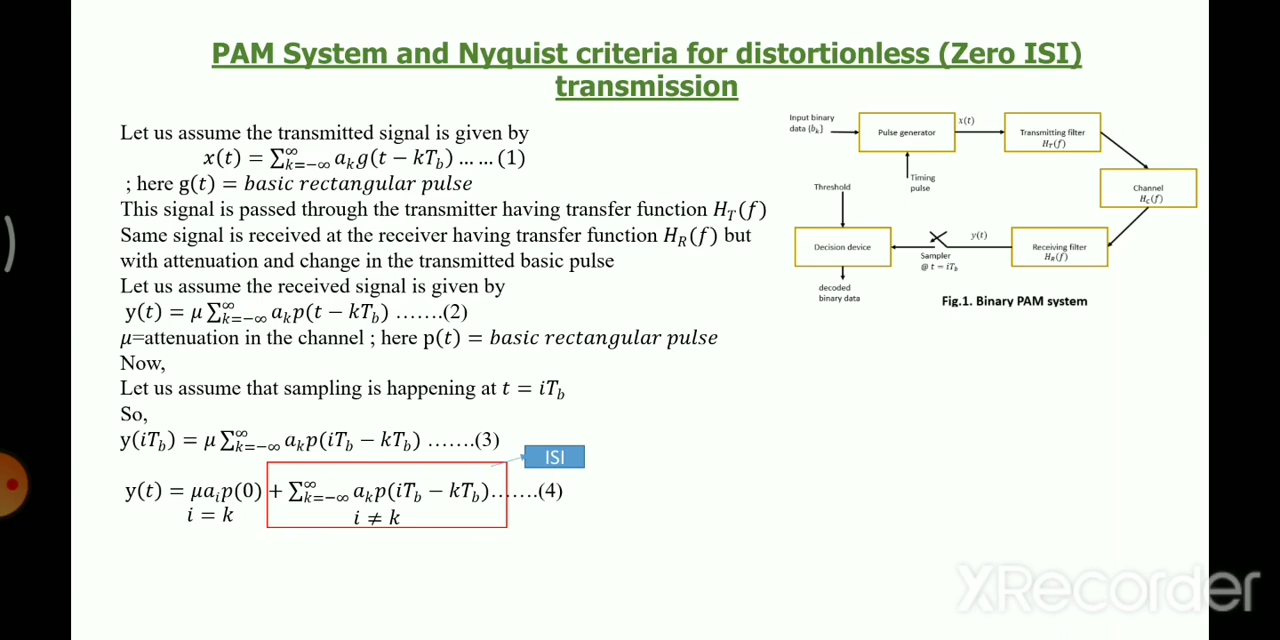 PAM System and Nyquist criteria for distortionless (Zero ISI)
transmission
Let us assume the transmitted signal is given by
x(t) = ∑_{k=−∞}^{∞} a_k g(t − kT_b) … … (1)
; here g(t) = basic rectangular pulse
This signal is passed through the transmitter having transfer function H_T(f)
Same signal is received at the receiver having transfer function H_R(f) but
with attenuation and change in the transmitted basic pulse
Let us assume the received signal is given by
y(t) = μ ∑_{k=−∞}^{∞} a_k p(t − kT_b) …….(2)
μ=attenuation in the channel ; here p(t) = basic rectangular pulse
Now,
Let us assume that sampling is happening at t = iT_b
So,
y(iT_b) = μ ∑_{k=−∞}^{∞} a_k p(iT_b − kT_b) …….(3)
ISI
y(t) = μa_i p(0) + ∑_{k=−∞}^{∞} a_k p(iT_b − kT_b)…….(4)
i = k
i ≠ k
Input binary
data {b_k}
Pulse generator
x(t)
Transmitting filter
H_T(f)
Timing
pulse
Channel
H_C(f)
Threshold
Decision device
Sampler
@ t = iT_b
y(t)
Receiving filter
H_R(f)
decoded
binary data
Fig.1. Binary PAM system
XRecorder